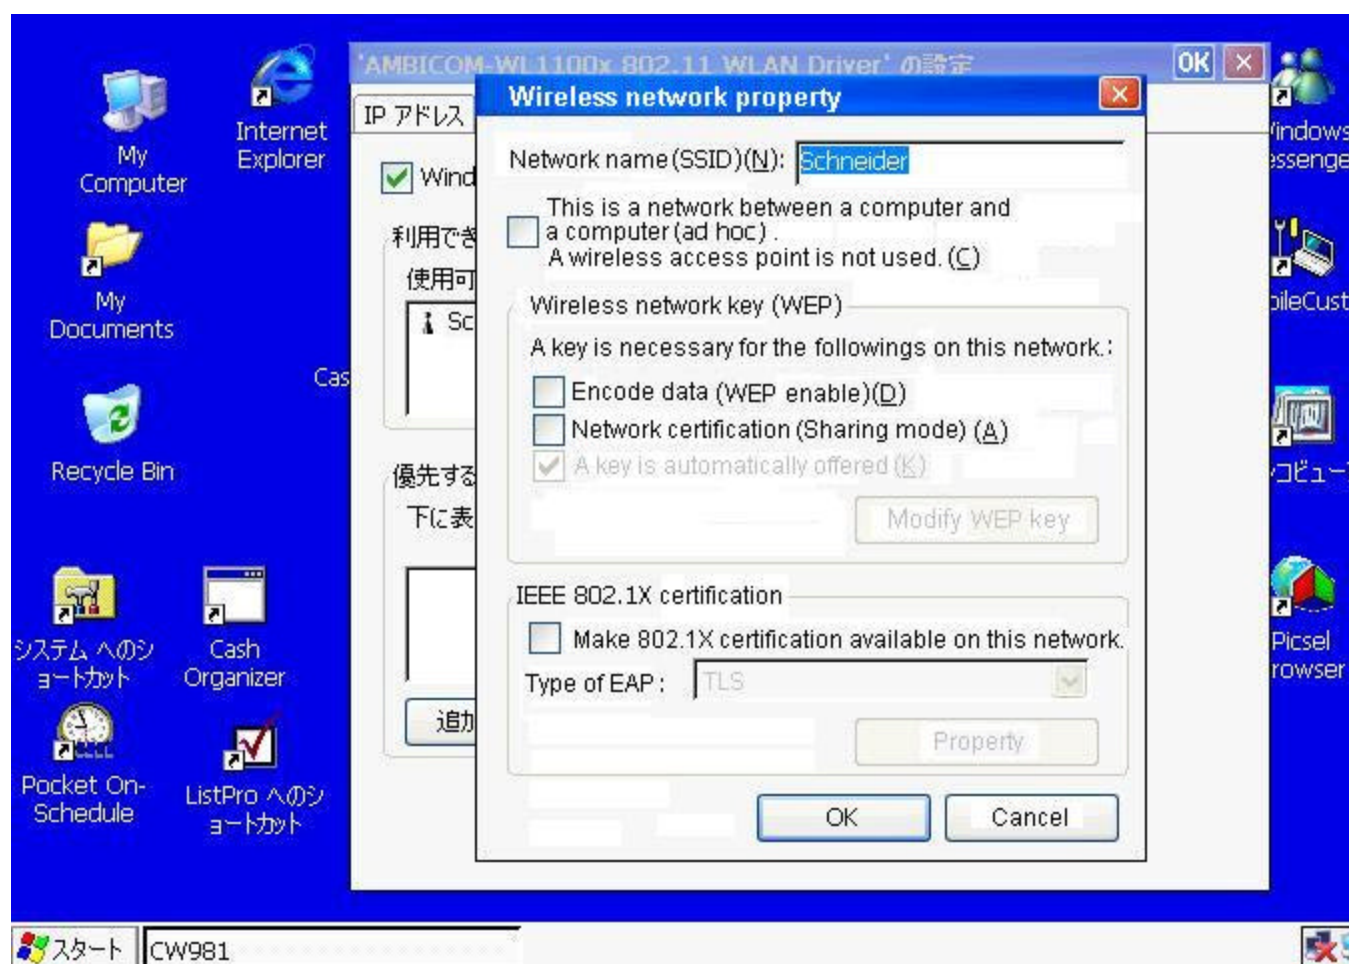 My
Computer
Internet
Explorer
My
Documents
Cas
Recycle Bin
システム へのシ
ョートカット
Cash
Organizer
Pocket On-
Schedule
ListPro へのシ
ョートカット
'AMBICOM-WL1100x 802.11 WLAN Driver' の設定
OK
IP アドレス
Wind
利用でき
使用可
Sc
優先する
下に表
追加
Wireless network property
Network name(SSID)(N): Schneider
This is a network between a computer and
a computer(ad hoc) .
A wireless access point is not used. (C)
Wireless network key (WEP)
A key is necessary for the followings on this network.:
Encode data (WEP enable)(D)
Network certification (Sharing mode) (A)
A key is automatically offered (K)
Modify WEP key
IEEE 802.1X certification
Make 802.1X certification available on this network.
Type of EAP : TLS
Property
OK
Cancel
indows
ssenge
bileCust
コピュー
Picsel
rowser
スタート
CW981